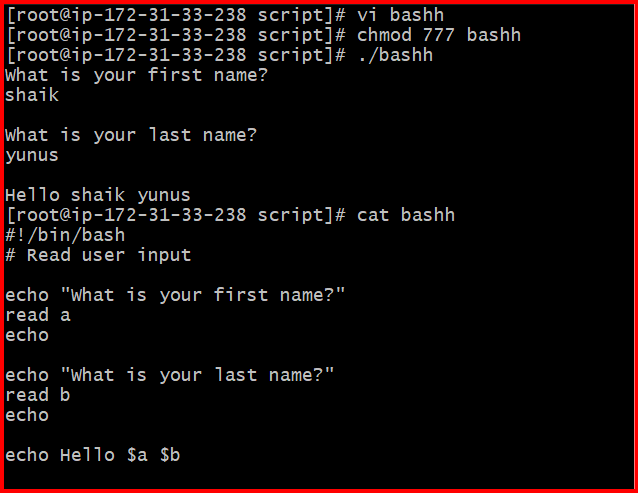 [root@ip-172-31-33-238 script]# vi bashh
[root@ip-172-31-33-238 script]# chmod 777 bashh
[root@ip-172-31-33-238 script]# ./bashh
What is your first name?
shaik

What is your last name?
yunus

Hello shaik yunus
[root@ip-172-31-33-238 script]# cat bashh
#!/bin/bash
# Read user input

echo "What is your first name?"
read a
echo

echo "What is your last name?"
read b
echo

echo Hello $a $b